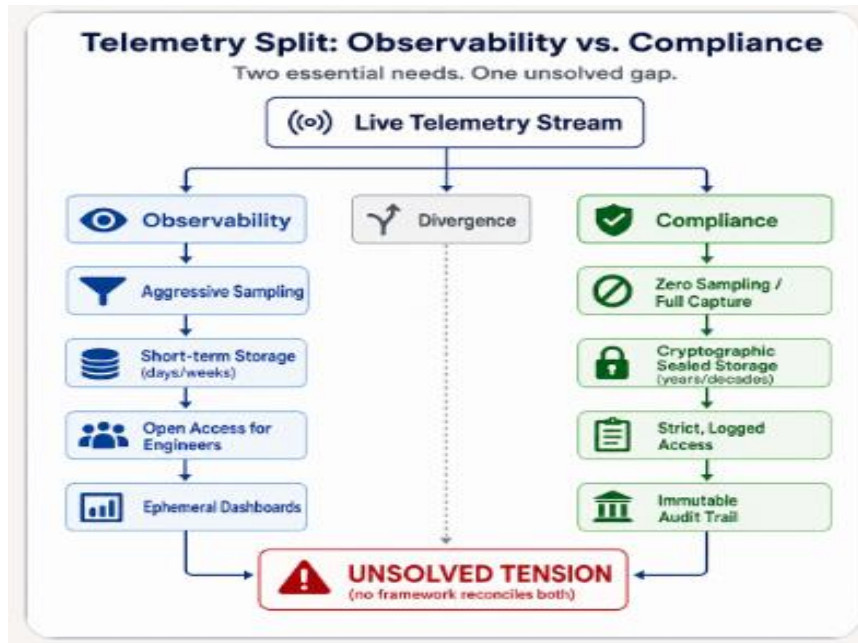 Telemetry Split: Observability vs. Compliance
Two essential needs. One unsolved gap.
Live Telemetry Stream
Observability
Divergence
Compliance
Aggressive Sampling
Zero Sampling /
Full Capture
Short-term Storage
(days/weeks)
Cryptographic
Sealed Storage
(years/decades)
Open Access for
Engineers
Strict, Logged
Access
Ephemeral Dashboards
Immutable
Audit Trail
UNSOLVED TENSION
(no framework reconciles both)